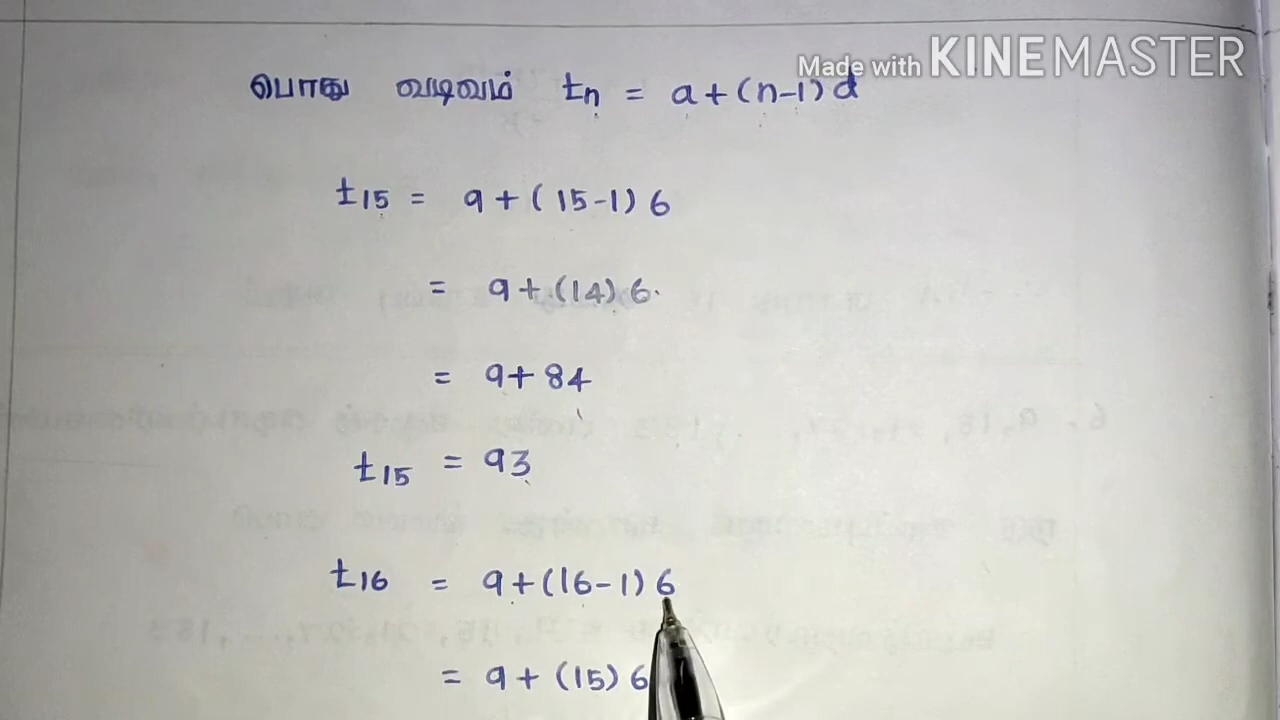 Made with KINEMASTER
பொது வடிவம் tₙ = a + (n-1) d
t₁₅ = 9 + (15-1) 6
= 9 + (14) 6.
= 9 + 84
t₁₅ = 93
t₁₆ = 9 + (16-1) 6
= 9 + (15) 6